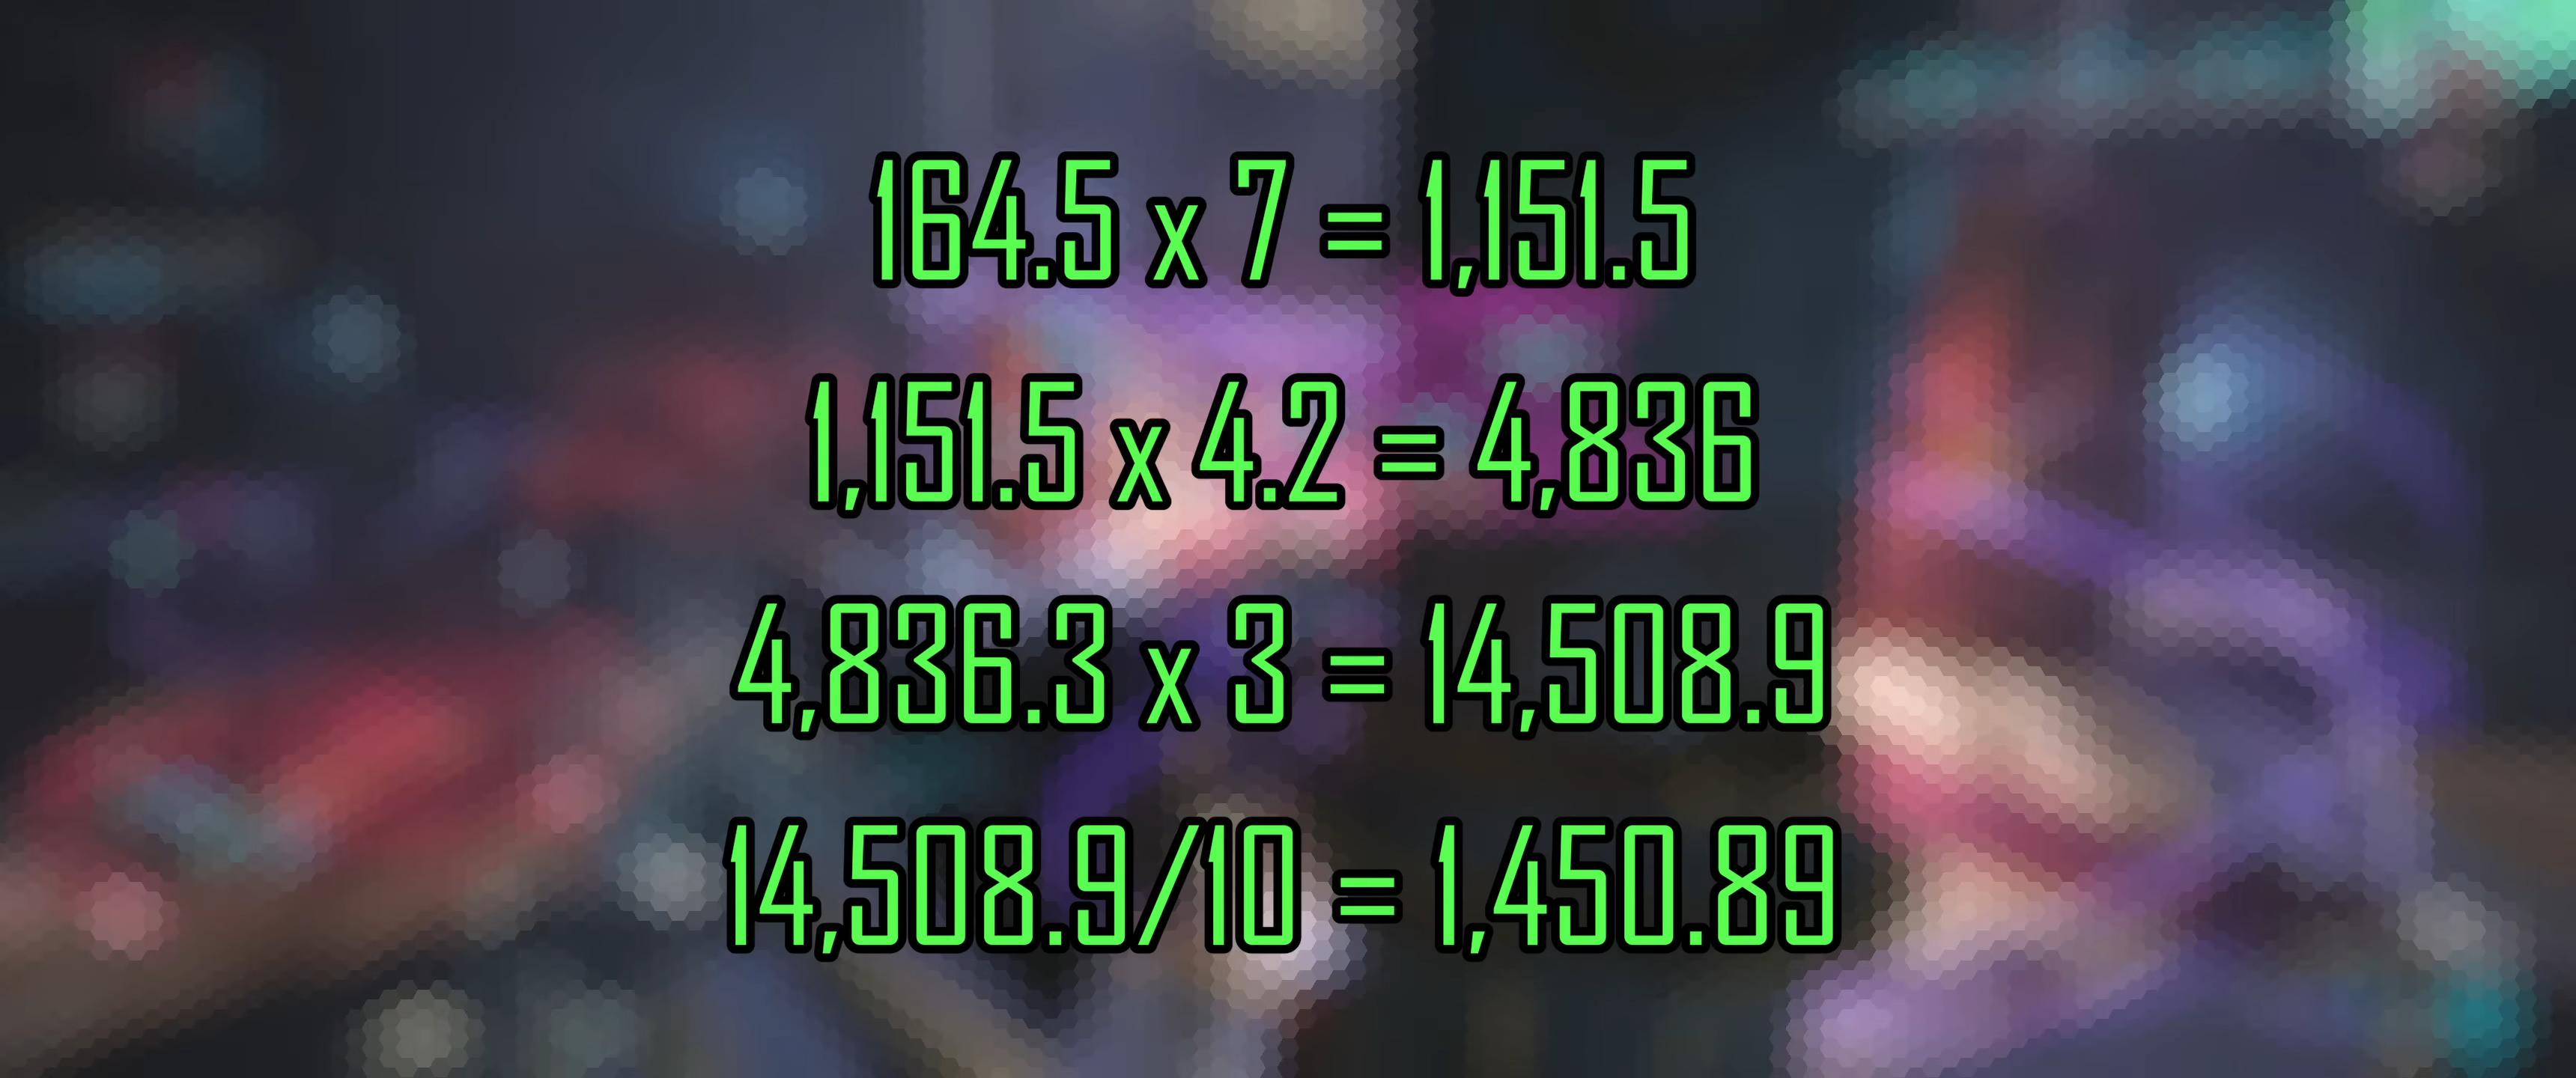 164.5 x 7 = 1,151.5
1,151.5 x 4.2 = 4,836
4,836.3 x 3 = 14,508.9
14,508.9/10 = 1,450.89